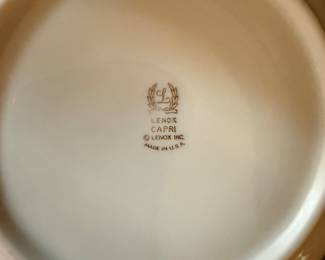 L
LENOX
CAPRI
© LENOX INC.
MADE IN U.S.A.